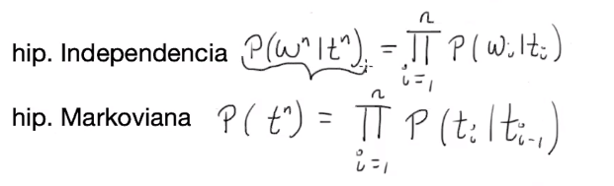 hip. Independencia P(wⁿ|tⁿ) = ∏ᵢ₌₁ⁿ P(wᵢ|tᵢ)
hip. Markoviana P(tⁿ) = ∏ᵢ₌₁ⁿ P(tᵢ|tᵢ₋₁)